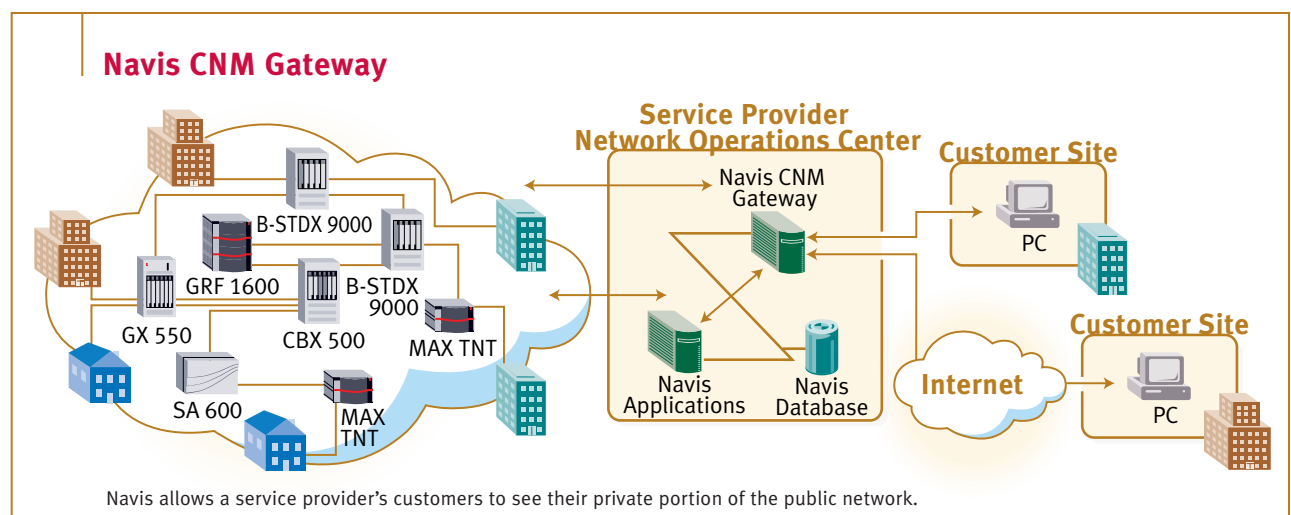 Navis CNM Gateway
Service Provider
Network Operations Center
Customer Site
Navis CNM
Gateway
PC
B-STDX 9000
GRF 1600
B-STDX
9000
GX 550
CBX 500
MAX TNT
SA 600
MAX
TNT
Navis
Applications
Navis
Database
Internet
Customer Site
PC
Navis allows a service provider’s customers to see their private portion of the public network.